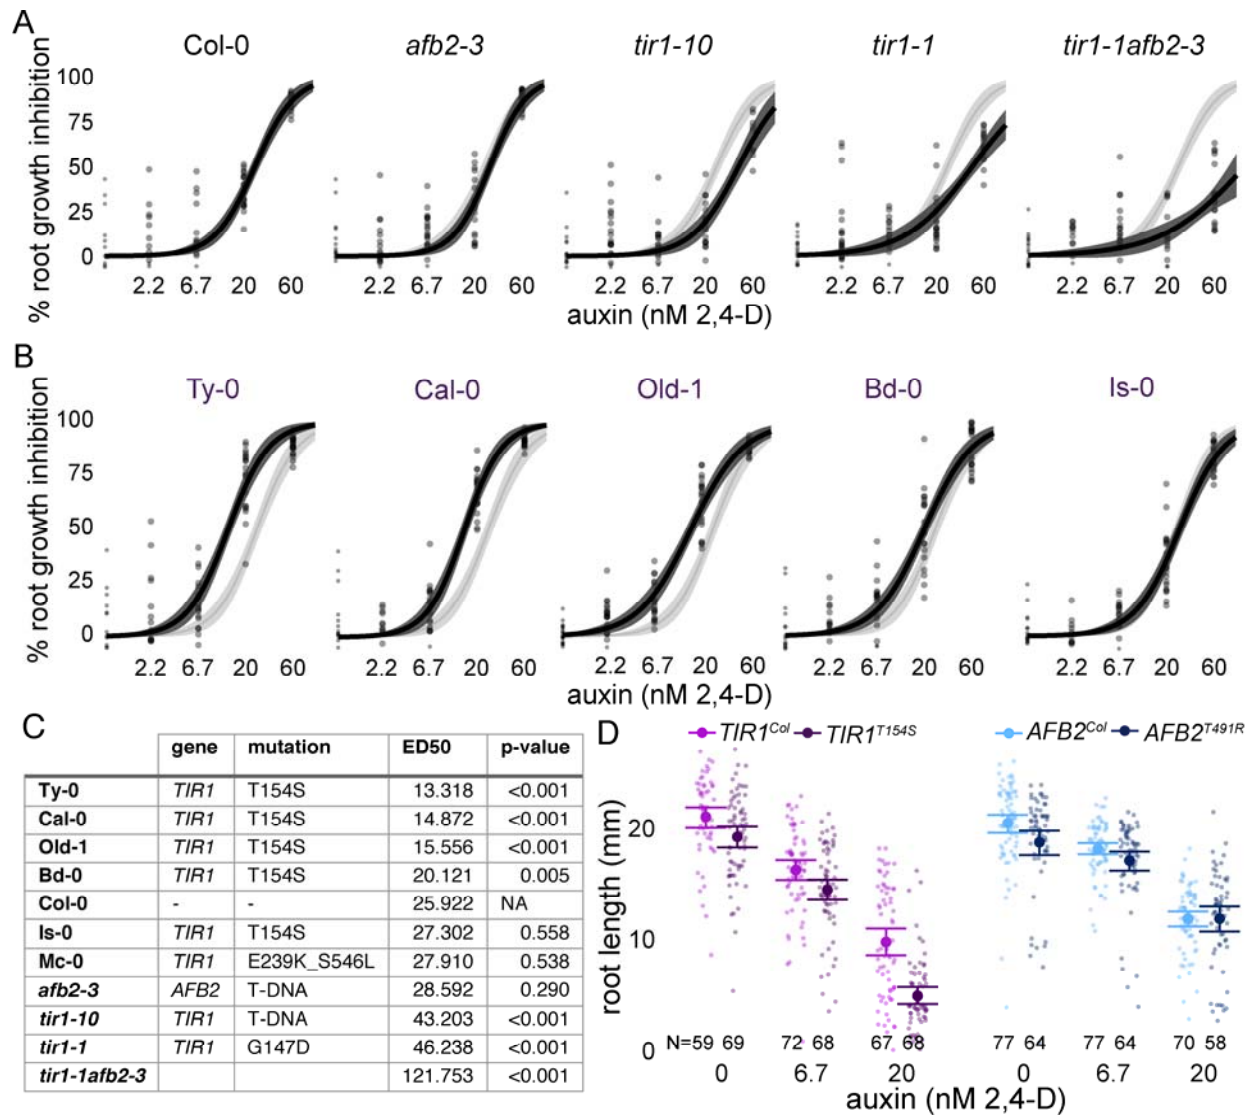 A
Col-0 afb2-3 tir1-10 tir1-1 tir1-1afb2-3
% root growth inhibition
100
75
50
25
0
2.2 6.7 20 60 2.2 6.7 20 60 2.2 6.7 20 60 2.2 6.7 20 60 2.2 6.7 20 60
auxin (nM 2,4-D)
B
Ty-0 Cal-0 Old-1 Bd-0 Is-0
% root growth inhibition
100
75
50
25
0
2.2 6.7 20 60 2.2 6.7 20 60 2.2 6.7 20 60 2.2 6.7 20 60 2.2 6.7 20 60
auxin (nM 2,4-D)
C
gene mutation ED50 p-value
Ty-0 TIR1 T154S 13.318 <0.001
Cal-0 TIR1 T154S 14.872 <0.001
Old-1 TIR1 T154S 15.556 <0.001
Bd-0 TIR1 T154S 20.121 0.005
Col-0 - - 25.922 NA
Is-0 TIR1 T154S 27.302 0.558
Mc-0 TIR1 E239K_S546L 27.910 0.538
afb2-3 AFB2 T-DNA 28.592 0.290
tir1-10 TIR1 T-DNA 43.203 <0.001
tir1-1 TIR1 G147D 46.238 <0.001
tir1-1afb2-3 121.753 <0.001
D
TIR1Col TIR1T154S AFB2Col AFB2T491R
root length (mm)
20
10
0
N=59 69 72 68 67 68 77 64 77 64 70 58
0 6.7 20 0 6.7 20
auxin (nM 2,4-D)